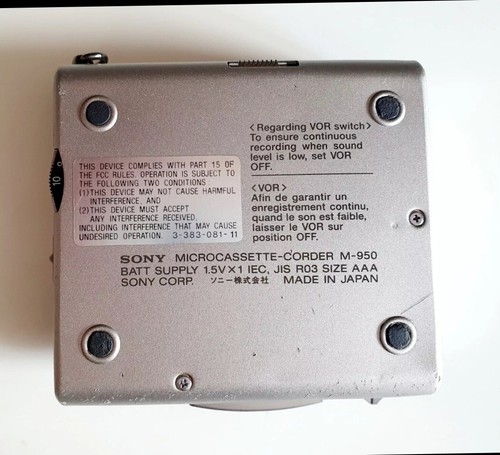 THIS DEVICE COMPLIES WITH PART 15 OF
THE FCC RULES. OPERATION IS SUBJECT TO
THE FOLLOWING TWO CONDITIONS
(1) THIS DEVICE MAY NOT CAUSE HARMFUL
INTERFERENCE, AND
(2) THIS DEVICE MUST ACCEPT
ANY INTERFERENCE RECEIVED.
INCLUDING INTERFERENCE THAT MAY CAUSE
UNDESIRED OPERATION. 3-383-081-11
<Regarding VOR switch>
To ensure continuous
recording when sound
level is low, set VOR
OFF.
<VOR>
Afin de garantir un
enregistrement continu,
quand le son est faible,
laisser le VOR sur
position OFF.
10
SONY MICROCASSETTE-CORDER M-950
BATT SUPPLY 1.5V×1 IEC, JIS R03 SIZE AAA
SONY CORP. ソニー株式会社 MADE IN JAPAN